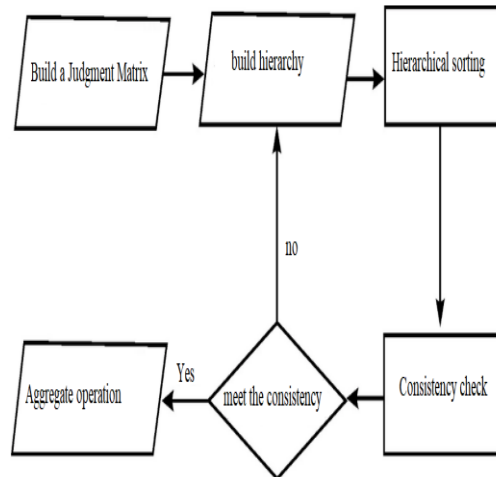 Build a Judgment Matrix
build hierarchy
Hierarchical sorting
no
Yes
Aggregate operation
meet the consistency
Consistency check